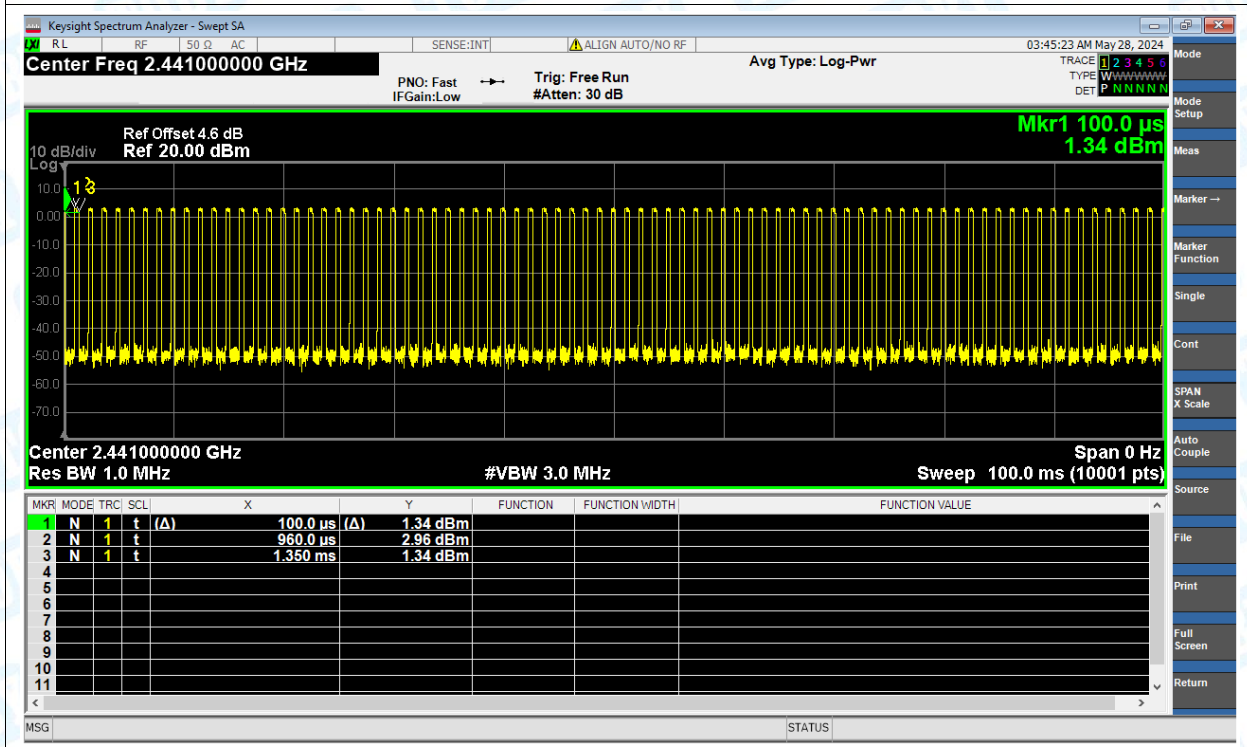 Keysight Spectrum Analyzer - Swept SA
LXI RL RF 50 Ω AC SENSE:INT ALIGN AUTO/NO RF 03:45:23 AM May 28, 2024
Center Freq 2.441000000 GHz
PNO: Fast
IFGain:Low
Trig: Free Run
#Atten: 30 dB
Avg Type: Log-Pwr
TRACE 1 2 3 4 5 6
TYPE WWWWWW
DET P N N N N N
Mkr1 100.0 µs
1.34 dBm
Ref Offset 4.6 dB
10 dB/div Ref 20.00 dBm
Log
10.0
0.00
-10.0
-20.0
-30.0
-40.0
-50.0
-60.0
-70.0
1 3
Center 2.441000000 GHz Span 0 Hz
Res BW 1.0 MHz #VBW 3.0 MHz Sweep 100.0 ms (10001 pts)
MKR MODE TRC SCL X Y FUNCTION FUNCTION WIDTH FUNCTION VALUE
1 N 1 t (Δ) 100.0 µs (Δ) 1.34 dBm
2 N 1 t 960.0 µs 2.96 dBm
3 N 1 t 1.350 ms 1.34 dBm
4
5
6
7
8
9
10
11
MSG STATUS
Mode
Mode
Setup
Meas
Marker →
Marker
Function
Single
Cont
SPAN
X Scale
Auto
Couple
Source
File
Print
Full
Screen
Return